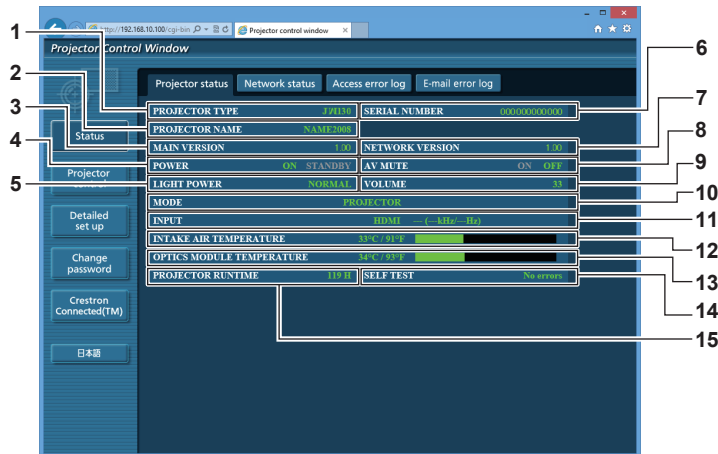 http://192.168.10.100/cgi-bin
Projector control window
Projector Control Window
Projector status
Network status
Access error log
E-mail error log
Status
Projector
Detailed
set up
Change
password
Crestron
Connected(TM)
日本語
PROJECTOR TYPE
SERIAL NUMBER 000000000000
PROJECTOR NAME NAME2008
MAIN VERSION 1.00
NETWORK VERSION 1.00
POWER ON STANDBY
AV MUTE ON OFF
LIGHT POWER NORMAL
VOLUME 33
MODE PROJECTOR
INPUT HDMI --- (---kHz/---Hz)
INTAKE AIR TEMPERATURE 33°C / 91°F
OPTICS MODULE TEMPERATURE 34°C / 93°F
PROJECTOR RUNTIME 119 H
SELF TEST No errors
1
2
3
4
5
6
7
8
9
10
11
12
13
14
15